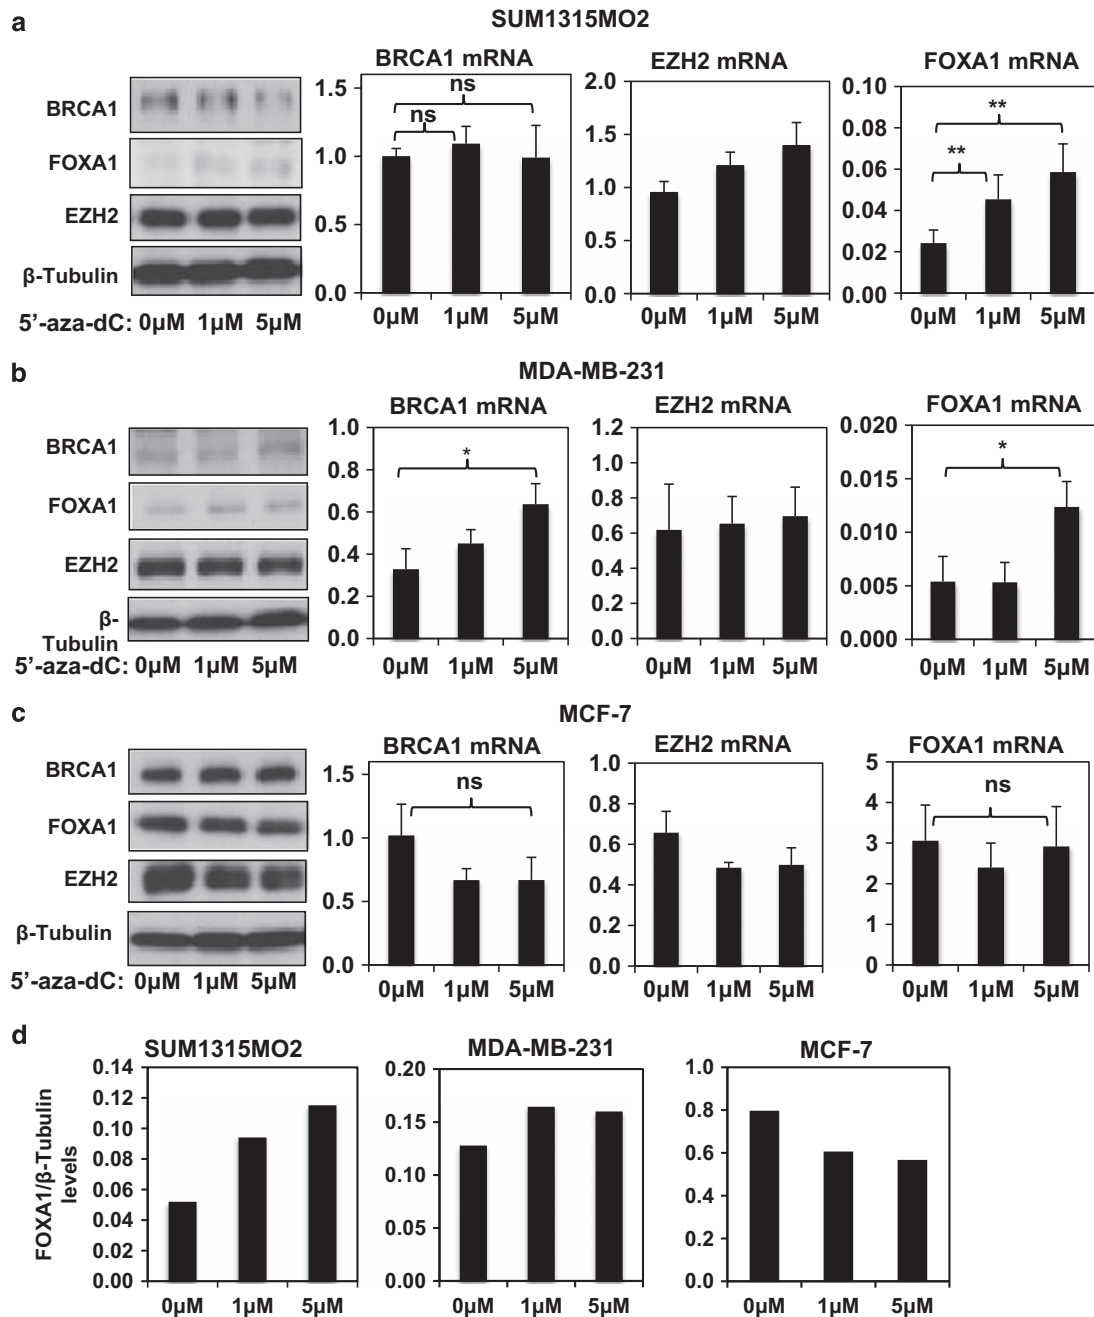 a
SUM1315MO2
BRCA1 mRNA
EZH2 mRNA
FOXA1 mRNA
BRCA1
FOXA1
EZH2
β-Tubulin
5’-aza-dC: 0µM 1µM 5µM
1.5
1.0
0.5
0.0
ns
ns
0µM 1µM 5µM
2.0
1.5
1.0
0.5
0.0
0µM 1µM 5µM
0.10
0.08
0.06
0.04
0.02
0.00
**
**
0µM 1µM 5µM
b
MDA-MB-231
BRCA1 mRNA
EZH2 mRNA
FOXA1 mRNA
BRCA1
FOXA1
EZH2
β-
Tubulin
5’-aza-dC: 0µM 1µM 5µM
1.0
0.8
0.6
0.4
0.2
0.0
*
0µM 1µM 5µM
1.2
1.0
0.8
0.6
0.4
0.2
0.0
0µM 1µM 5µM
0.020
0.015
0.010
0.005
0.000
*
0µM 1µM 5µM
c
MCF-7
BRCA1 mRNA
EZH2 mRNA
FOXA1 mRNA
BRCA1
FOXA1
EZH2
β-Tubulin
5’-aza-dC: 0µM 1µM 5µM
1.5
1.0
0.5
0.0
ns
0µM 1µM 5µM
1.0
0.8
0.6
0.4
0.2
0.0
0µM 1µM 5µM
5
4
3
2
1
0
ns
0µM 1µM 5µM
d
SUM1315MO2
MDA-MB-231
MCF-7
FOXA1/β-Tubulin
levels
0.14
0.12
0.10
0.08
0.06
0.04
0.02
0.00
0µM 1µM 5µM
0.20
0.15
0.10
0.05
0.00
0µM 1µM 5µM
1.0
0.8
0.6
0.4
0.2
0.0
0µM 1µM 5µM